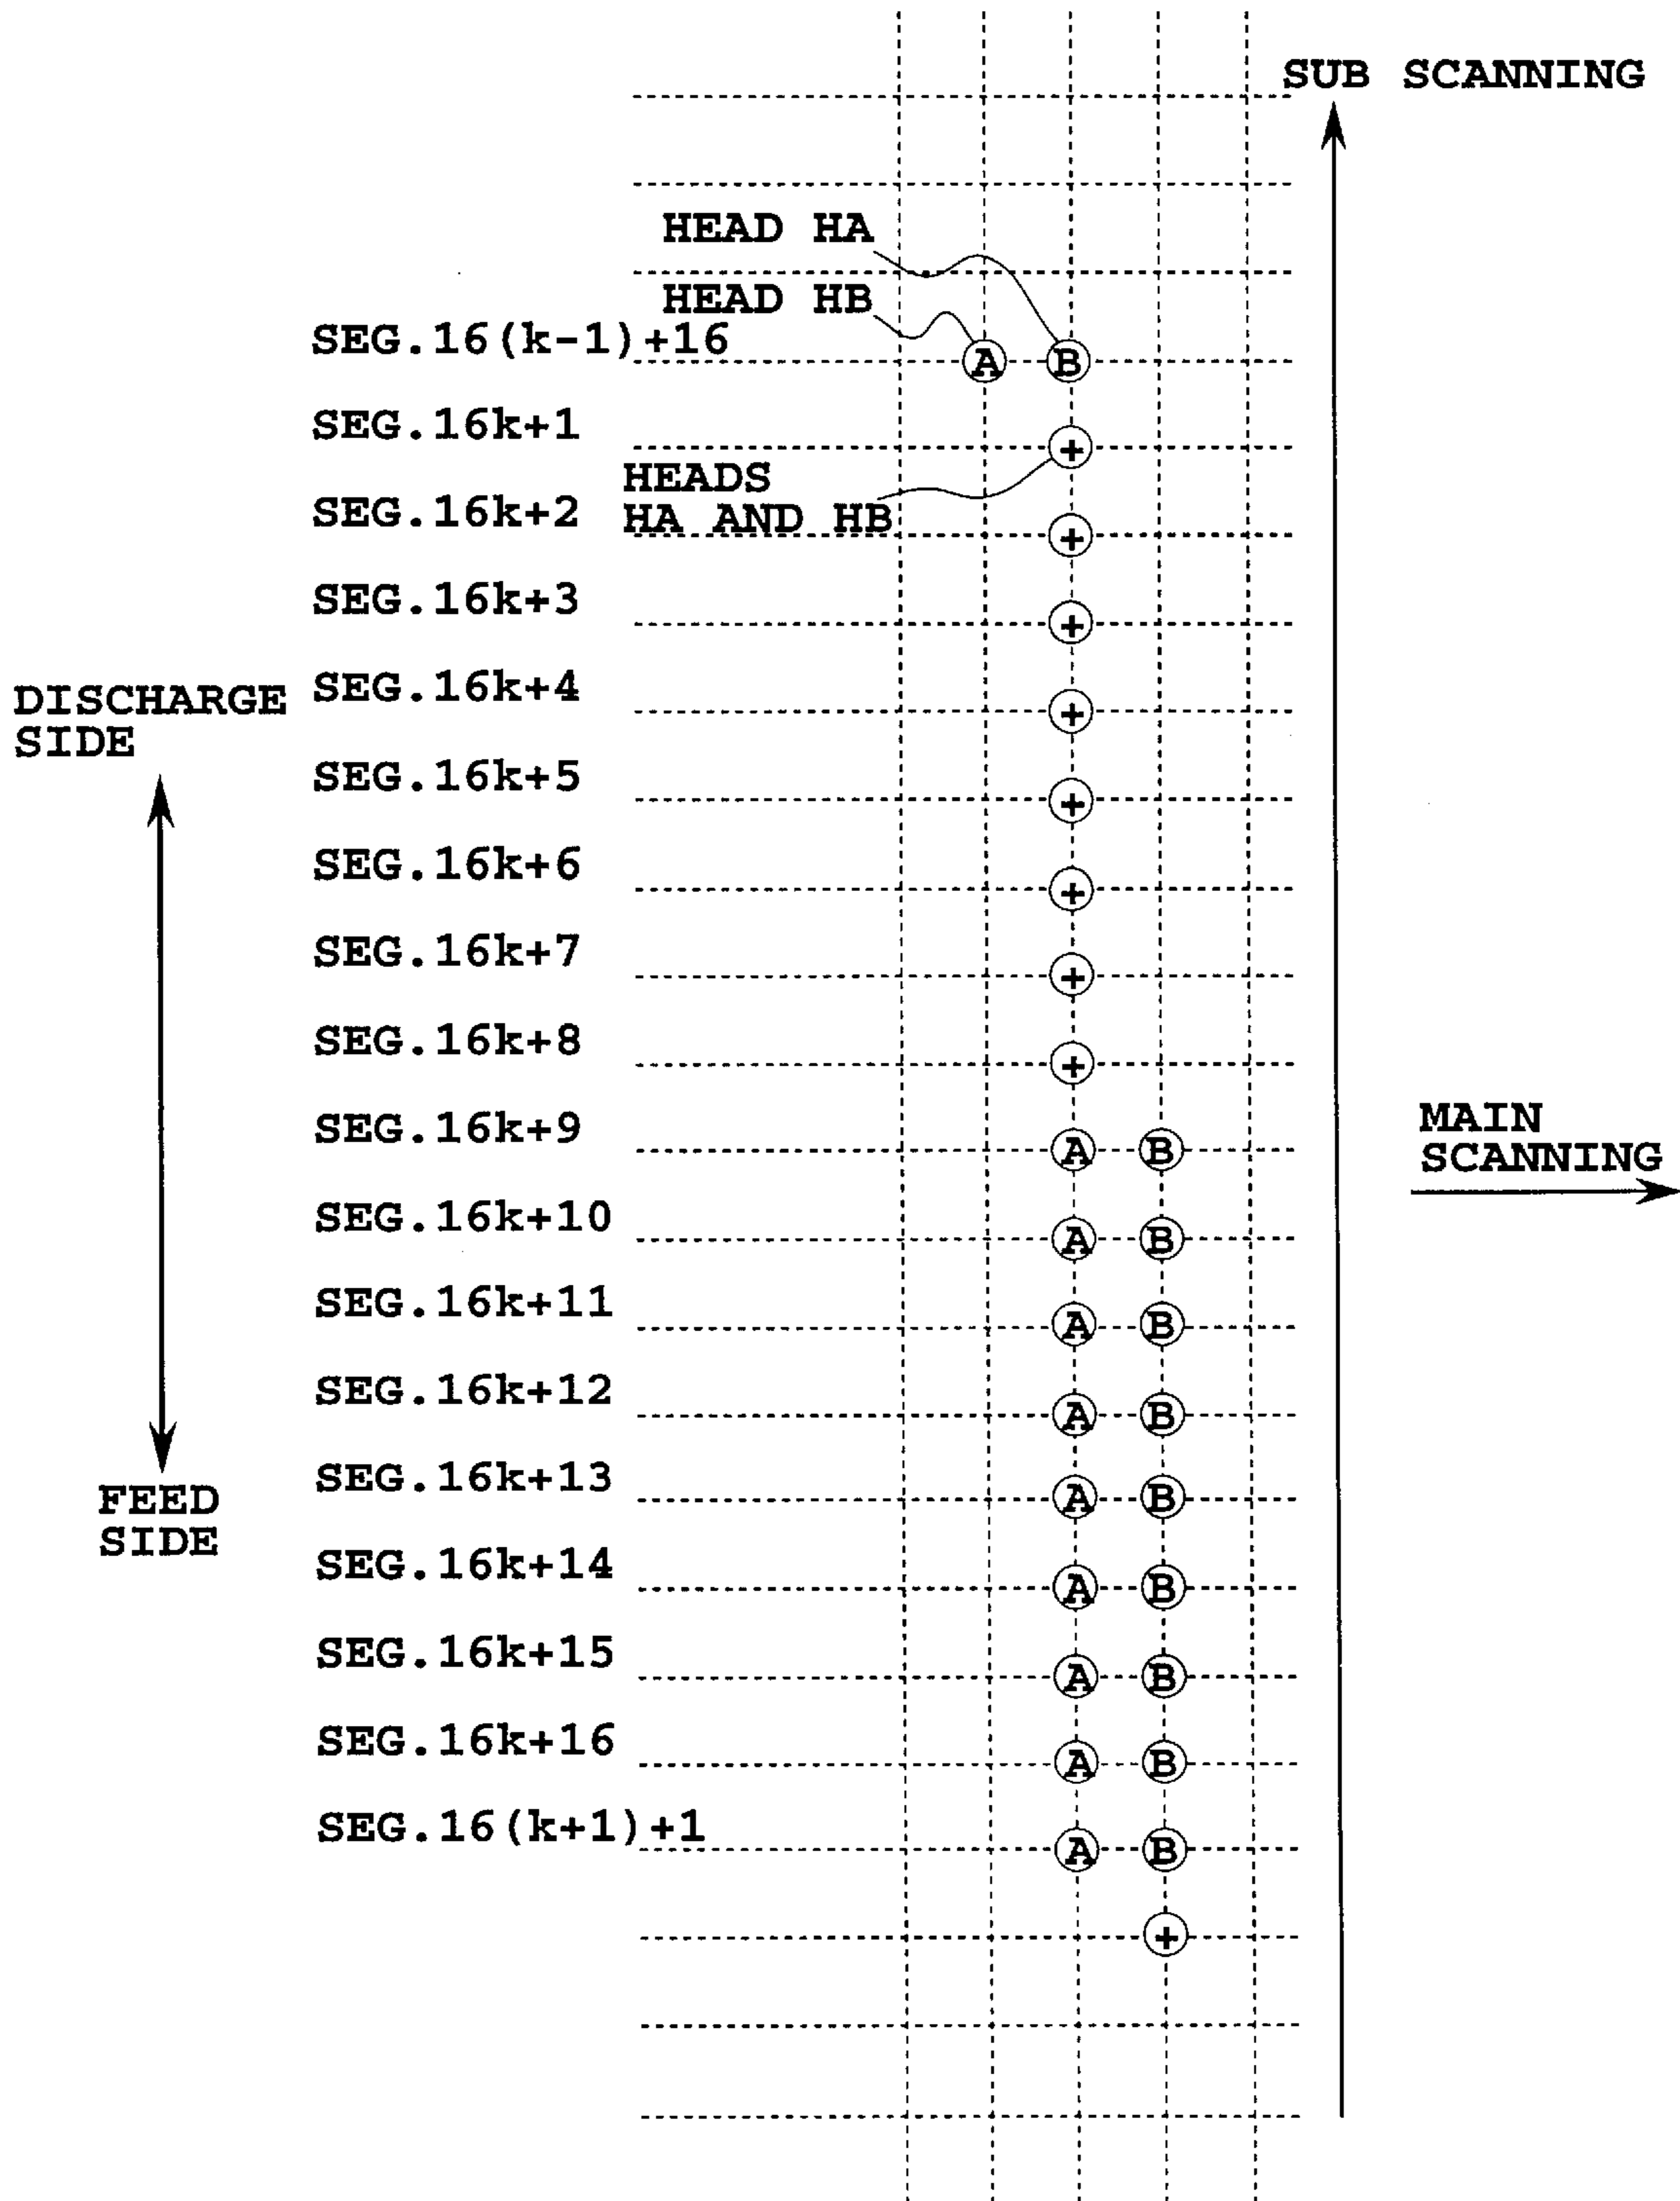 SUB SCANNING
HEAD HA
HEAD HB
SEG.16(k-1)+16
A B
SEG.16k+1
+
HEADS
HA AND HB
SEG.16k+2
+
SEG.16k+3
+
SEG.16k+4
+
DISCHARGE
SIDE
SEG.16k+5
+
SEG.16k+6
+
SEG.16k+7
+
SEG.16k+8
+
SEG.16k+9
A B
MAIN
SCANNING
SEG.16k+10
A B
SEG.16k+11
A B
SEG.16k+12
A B
SEG.16k+13
A B
FEED
SIDE
SEG.16k+14
A B
SEG.16k+15
A B
SEG.16k+16
A B
SEG.16(k+1)+1
A B
+